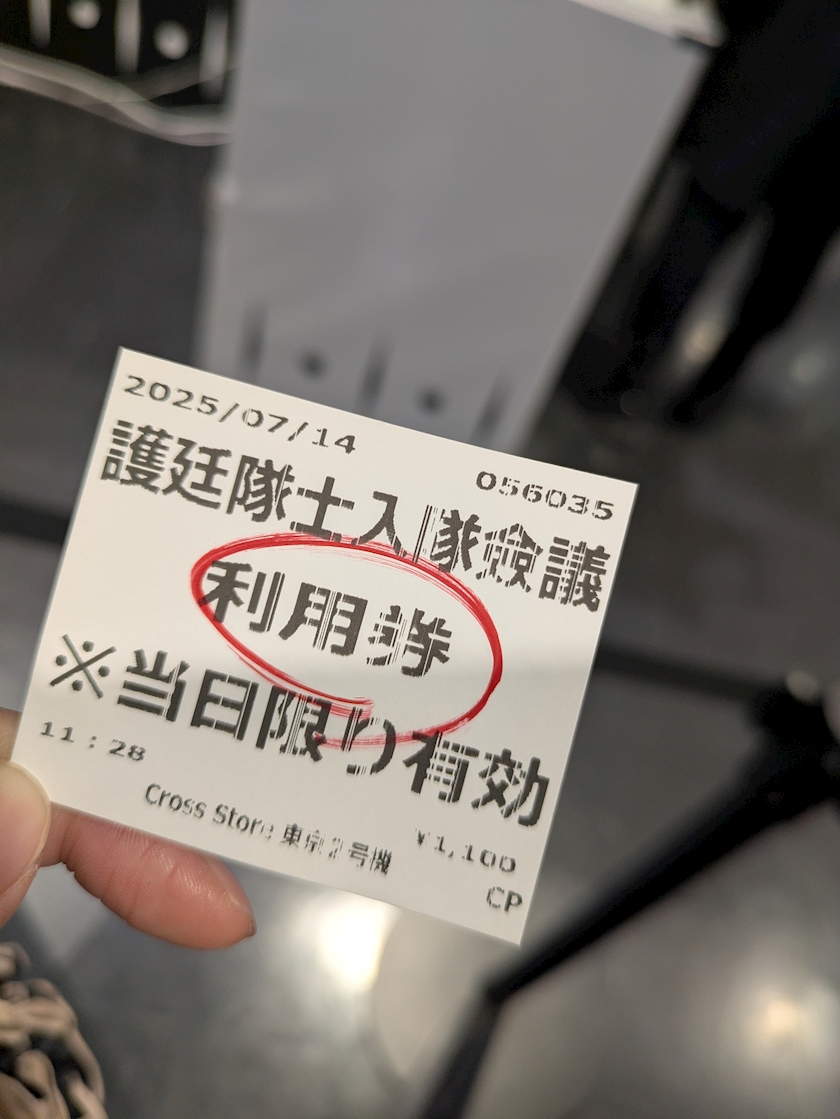 2025/07/14
056035
護廷隊士入隊儉議
利用券
※当日限り有効
11:28
Cross Store 東京2号機
¥1,100
CP